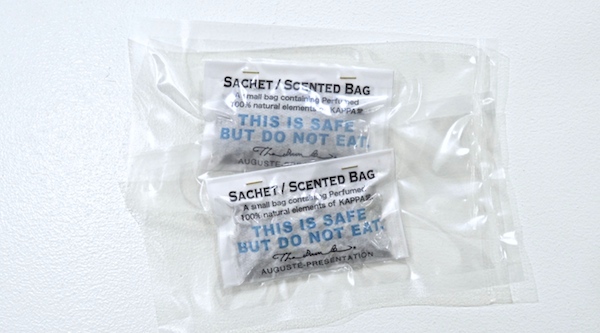 SACHET / SCENTED BAG
A small bag containing Perfumed
100% natural elements of KAPPA
THIS IS SAFE
BUT DO NOT EAT.
AUGUSTE-PRESENTATION
SACHET / SCENTED BAG
A small bag containing Perfumed
100% natural elements of KAPPA
THIS IS SAFE
BUT DO NOT EAT.
AUGUSTE-PRESENTATION